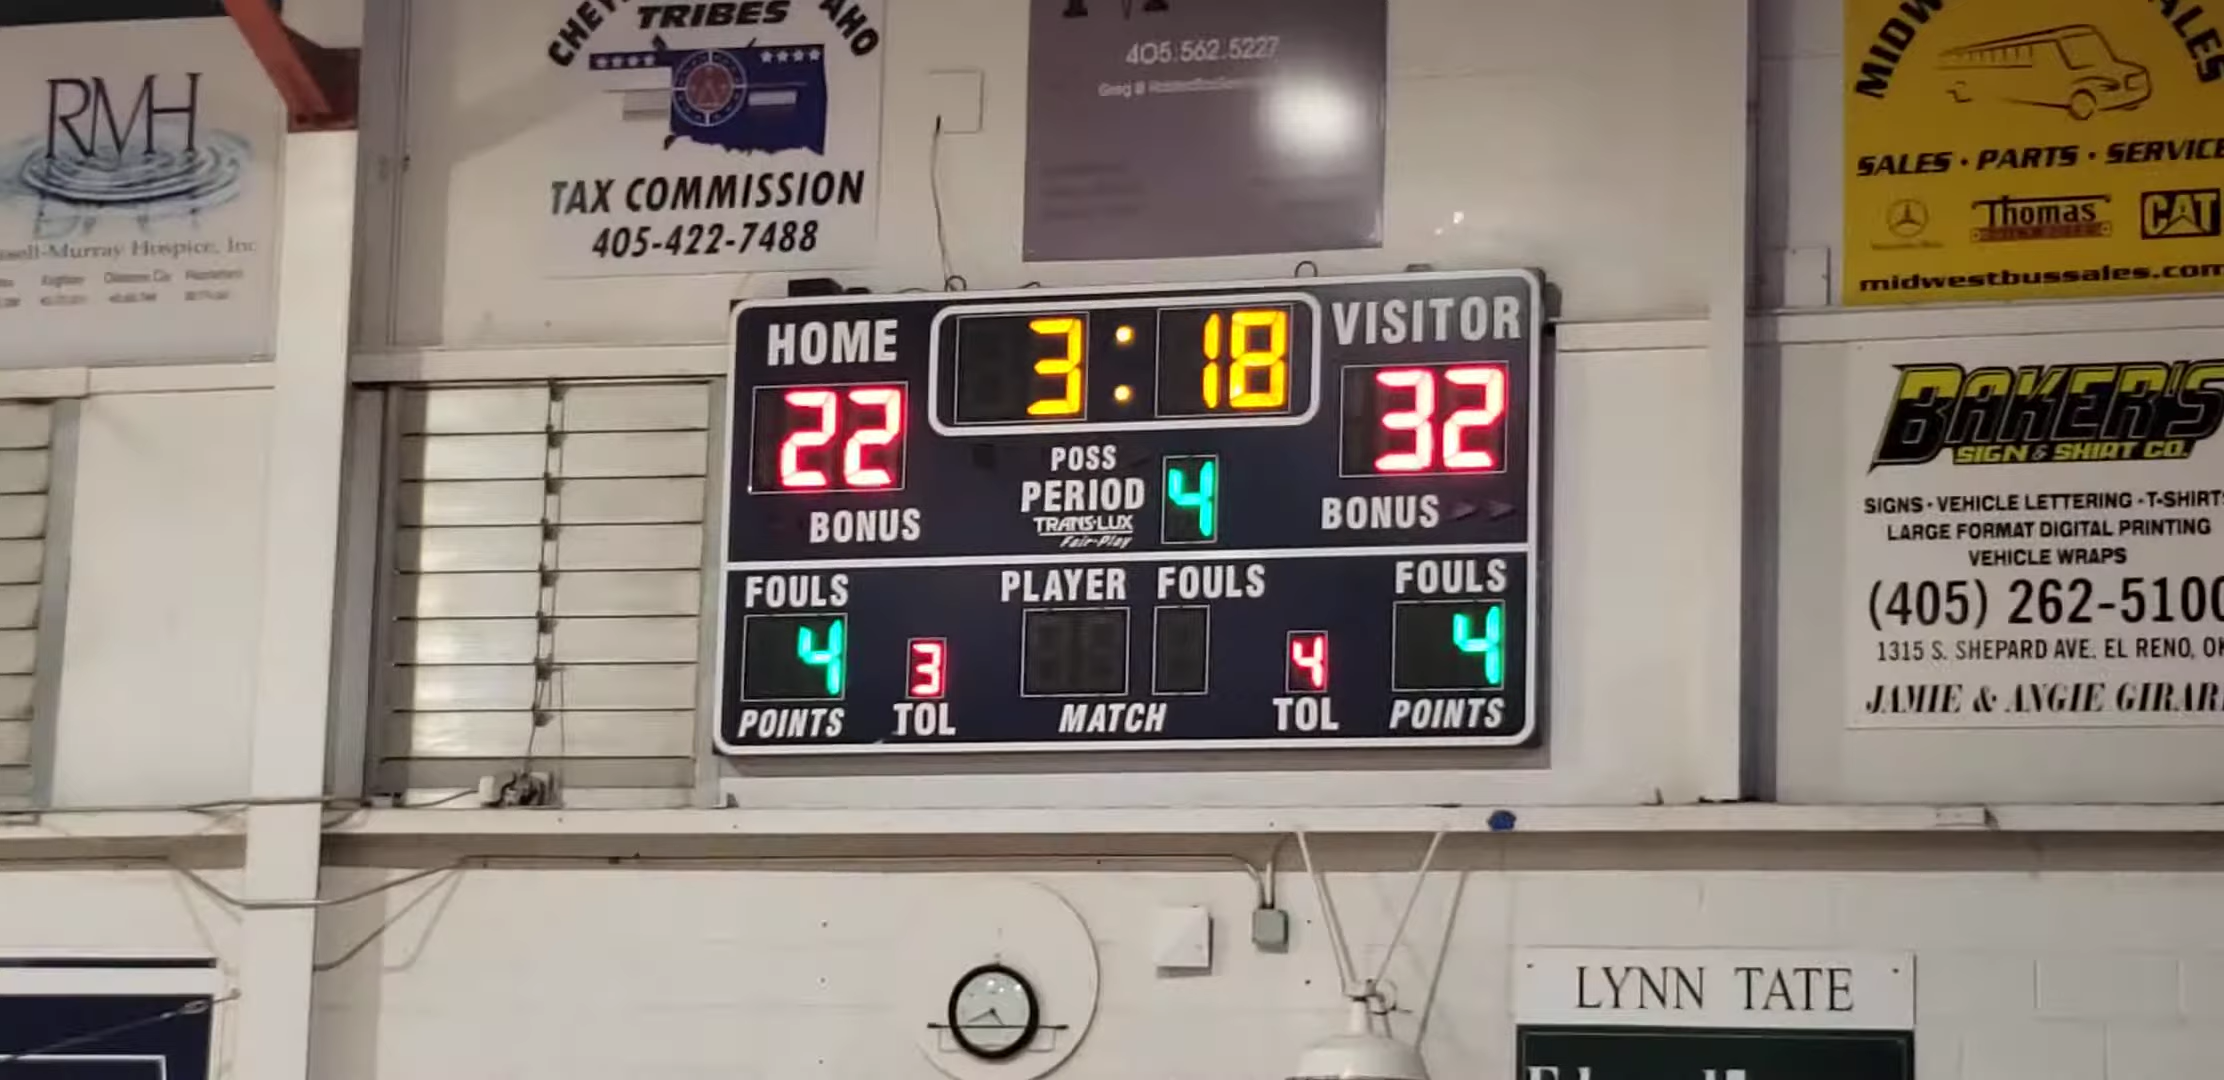 RMH
ssell-Murray Hospice, Inc
TRIBES
TAX COMMISSION
405-422-7488
405.562.5227
SALES · PARTS · SERVICE
Thomas
CAT
midwestbussales.com
HOME
3:18
VISITOR
22
32
POSS
PERIOD
4
TRANS-LUX
Fair-Play
BONUS
BONUS
FOULS
PLAYER FOULS
FOULS
4
3
4
4
POINTS
TOL
MATCH
TOL
POINTS
BAKER'S
SIGN & SHIRT CO.
SIGNS · VEHICLE LETTERING · T-SHIRTS
LARGE FORMAT DIGITAL PRINTING
VEHICLE WRAPS
(405) 262-5100
1315 S. SHEPARD AVE. EL RENO, OK
JAMIE & ANGIE GIRAR
LYNN TATE